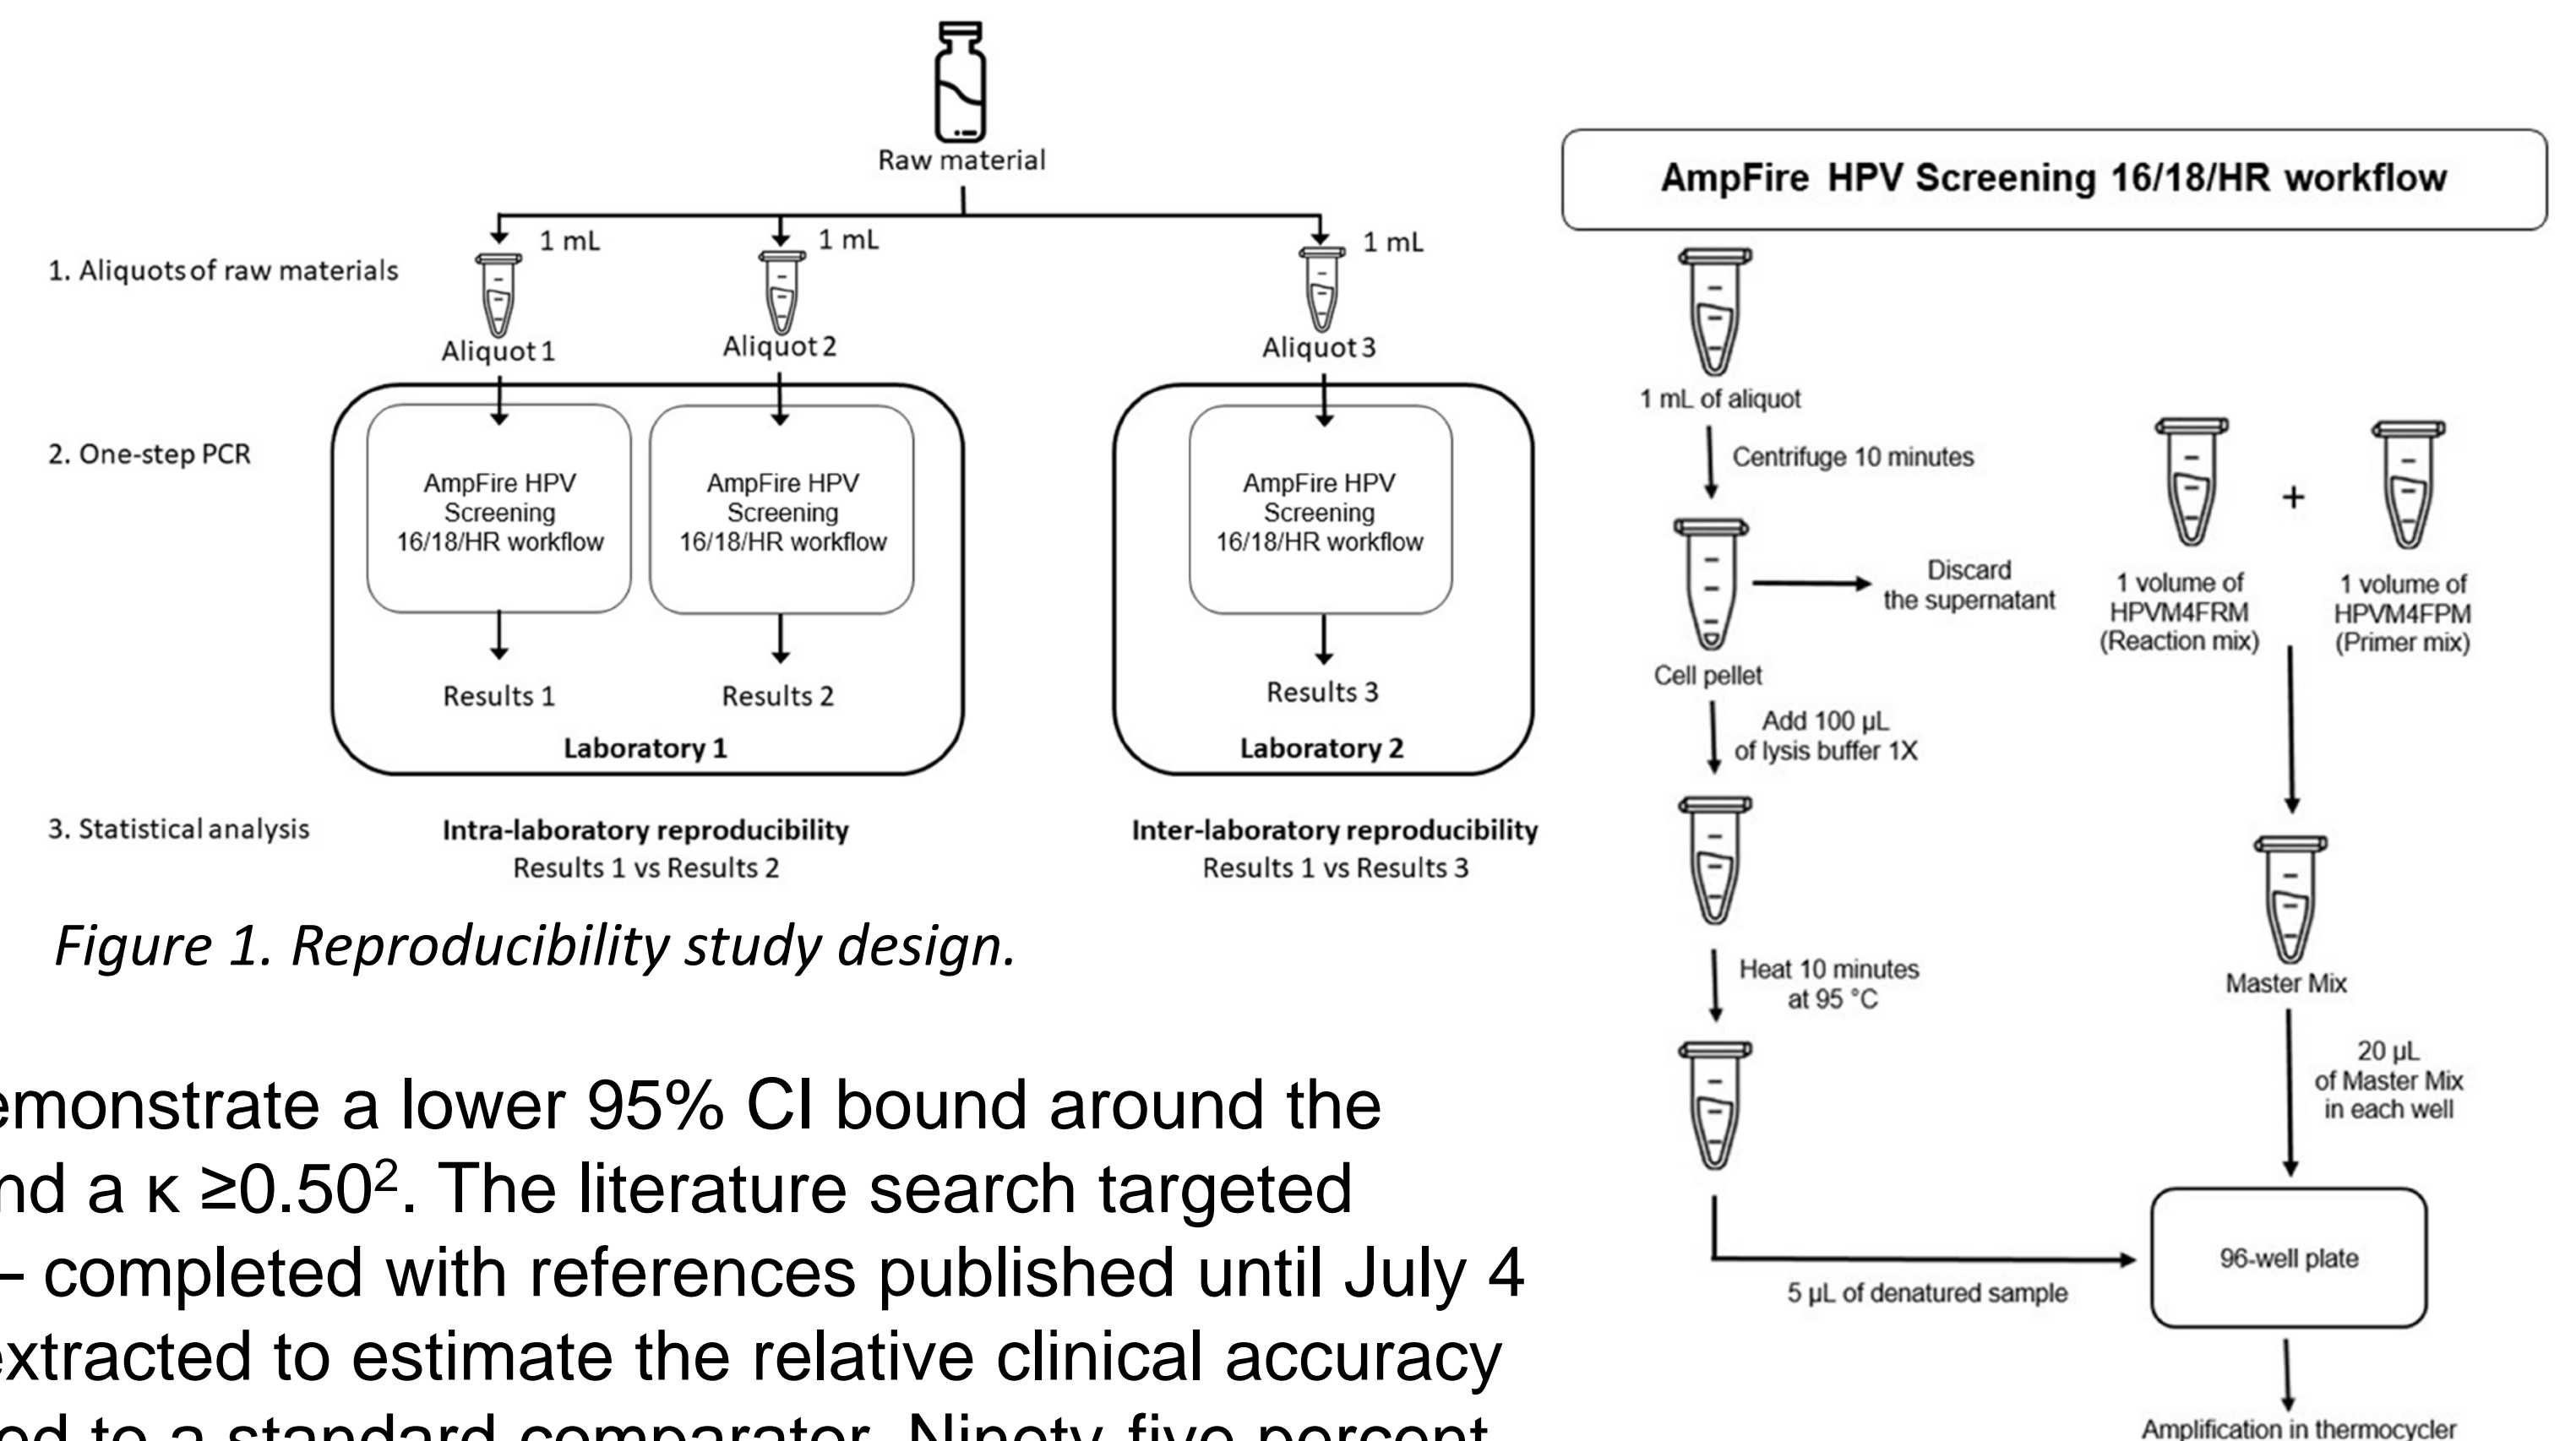 Raw material
1 mL
1 mL
1 mL
1. Aliquots of raw materials
Aliquot 1
Aliquot 2
Aliquot 3
2. One-step PCR
AmpFire HPV
Screening
16/18/HR workflow
AmpFire HPV
Screening
16/18/HR workflow
AmpFire HPV
Screening
16/18/HR workflow
Results 1
Results 2
Results 3
Laboratory 1
Laboratory 2
3. Statistical analysis
Intra-laboratory reproducibility
Results 1 vs Results 2
Inter-laboratory reproducibility
Results 1 vs Results 3
Figure 1. Reproducibility study design.
emonstrate a lower 95% CI bound around the
nd a κ ≥0.50². The literature search targeted
– completed with references published until July 4
extracted to estimate the relative clinical accuracy
ed to a standard comparator. Ninety-five percent
AmpFire HPV Screening 16/18/HR workflow
1 mL of aliquot
Centrifuge 10 minutes
Discard
the supernatant
Cell pellet
Add 100 µL
of lysis buffer 1X
Heat 10 minutes
at 95 °C
5 µL of denatured sample
+
1 volume of
HPVM4FRM
(Reaction mix)
1 volume of
HPVM4FPM
(Primer mix)
Master Mix
20 µL
of Master Mix
in each well
96-well plate
Amplification in thermocycler